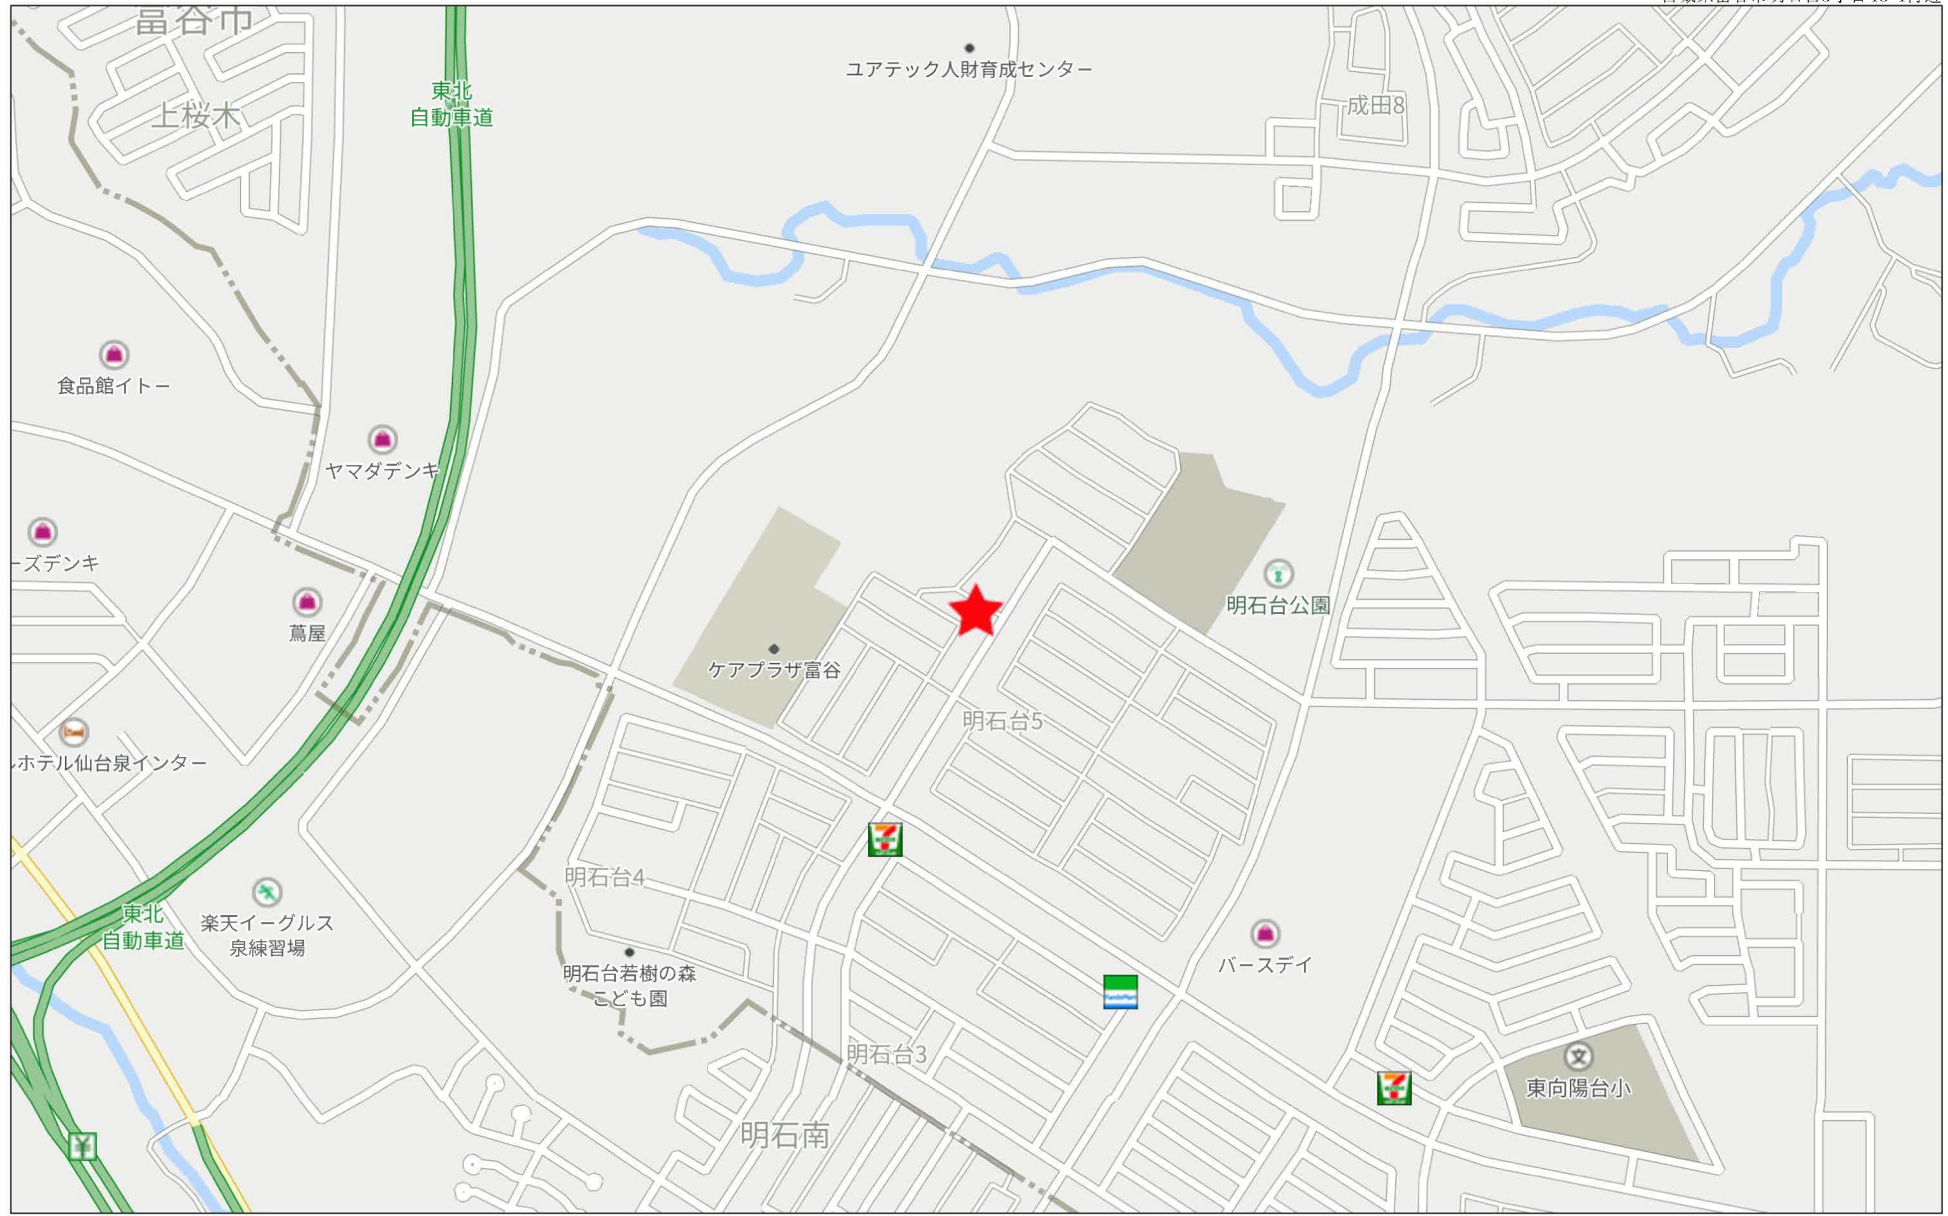 富谷市
ユアテック人財育成センター
東北
自動車道
上桜木
成田8
食品館イトー
ヤマダデンキ
ーズデンキ
蔦屋
明石台公園
ケアプラザ富谷
明石台5
ホテル仙台泉インター
明石台4
東北
自動車道
楽天イーグルス
泉練習場
明石台若樹の森
こども園
バースデイ
FamilyMart
明石台3
東向陽台小
明石南